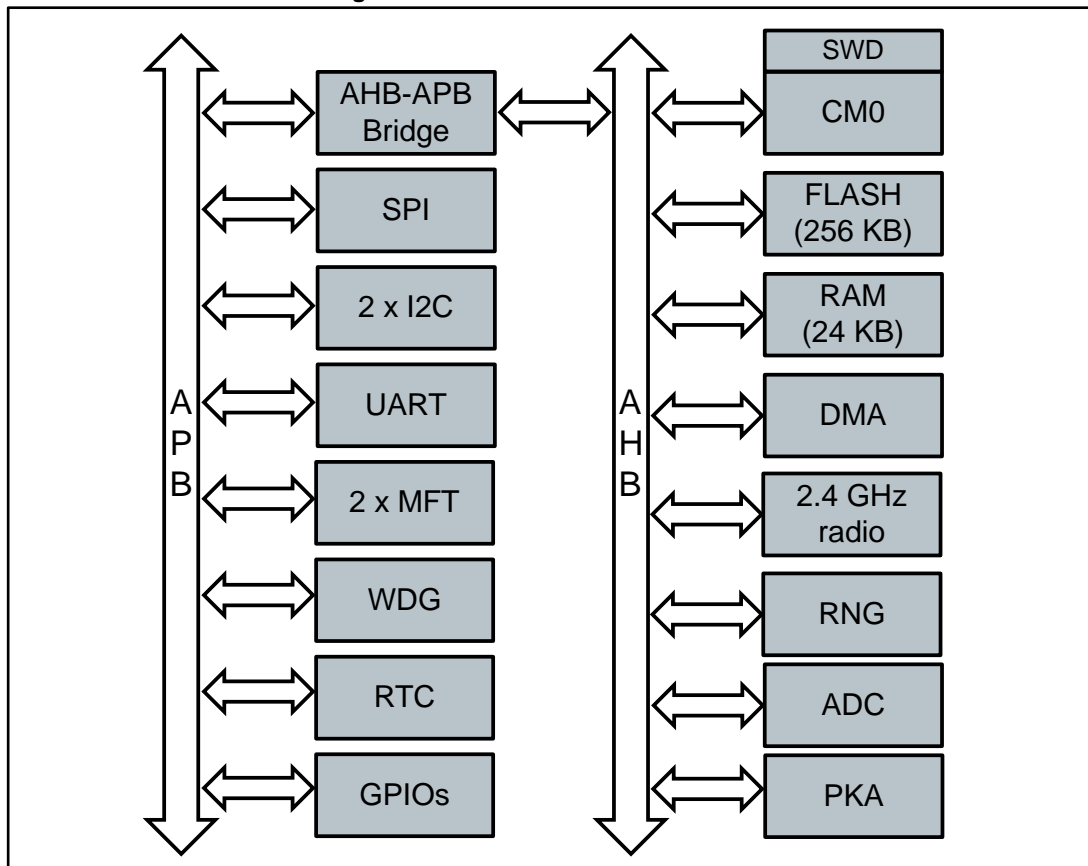 A
P
B
AHB-APB
Bridge
SPI
2 x I2C
UART
2 x MFT
WDG
RTC
GPIOs
A
H
B
SWD
CM0
FLASH
(256 KB)
RAM
(24 KB)
DMA
2.4 GHz
radio
RNG
ADC
PKA